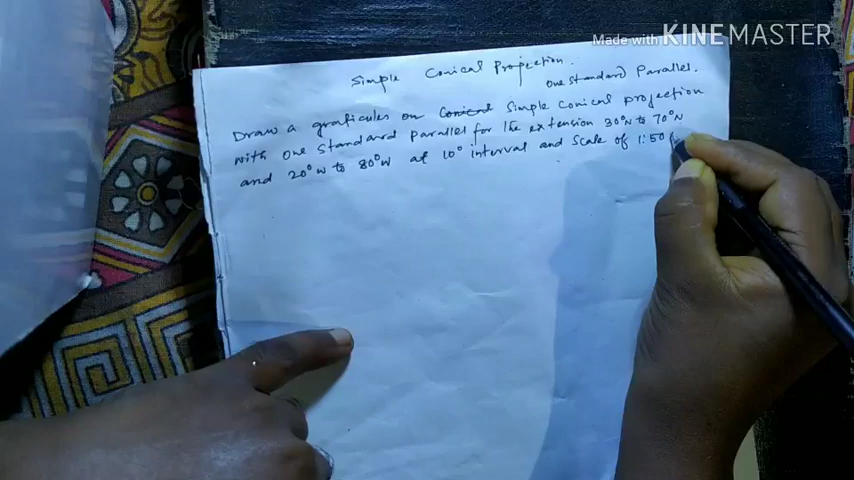 Made with KINEMASTER
Simple Conical Projection.
one standard Parallel.
Draw a graticules on Conical Simple Conical projection
with one standard parallel for the extension 30°N to 70°N
and 20°W to 80°W at 10° interval and Scale of 1:50